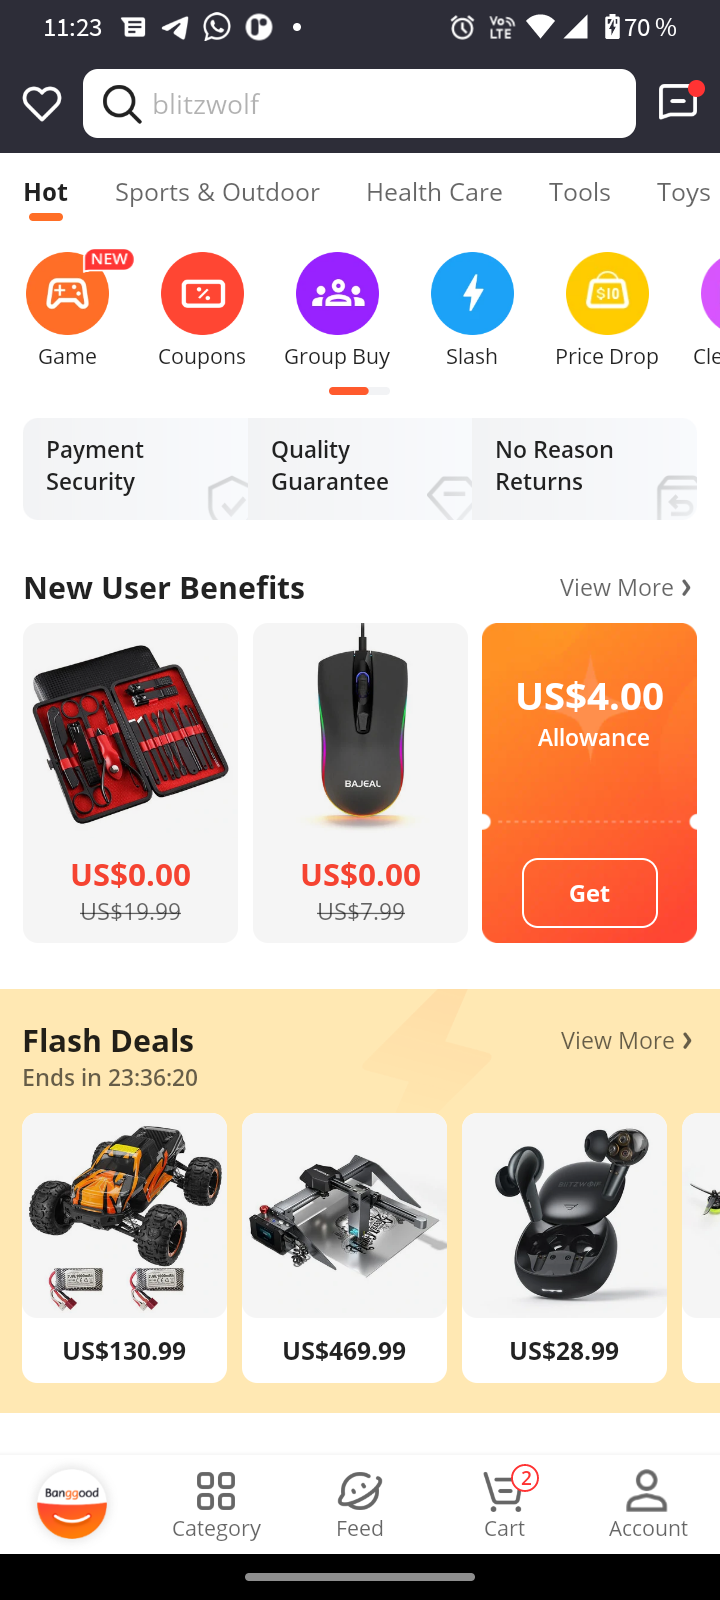 11:23
Vo
LTE
70 %
blitzwolf
Hot
Sports & Outdoor
Health Care
Tools
Toys
NEW
$10
Game
Coupons
Group Buy
Slash
Price Drop
Cle
Payment
Security
Quality
Guarantee
No Reason
Returns
New User Benefits
View More
BAJEAL
US$0.00
US$19.99
US$0.00
US$7.99
US$4.00
Allowance
Get
Flash Deals
View More
Ends in 23:36:20
BLITZWOLF
US$130.99
US$469.99
US$28.99
Banggood
Category
Feed
2
Cart
Account